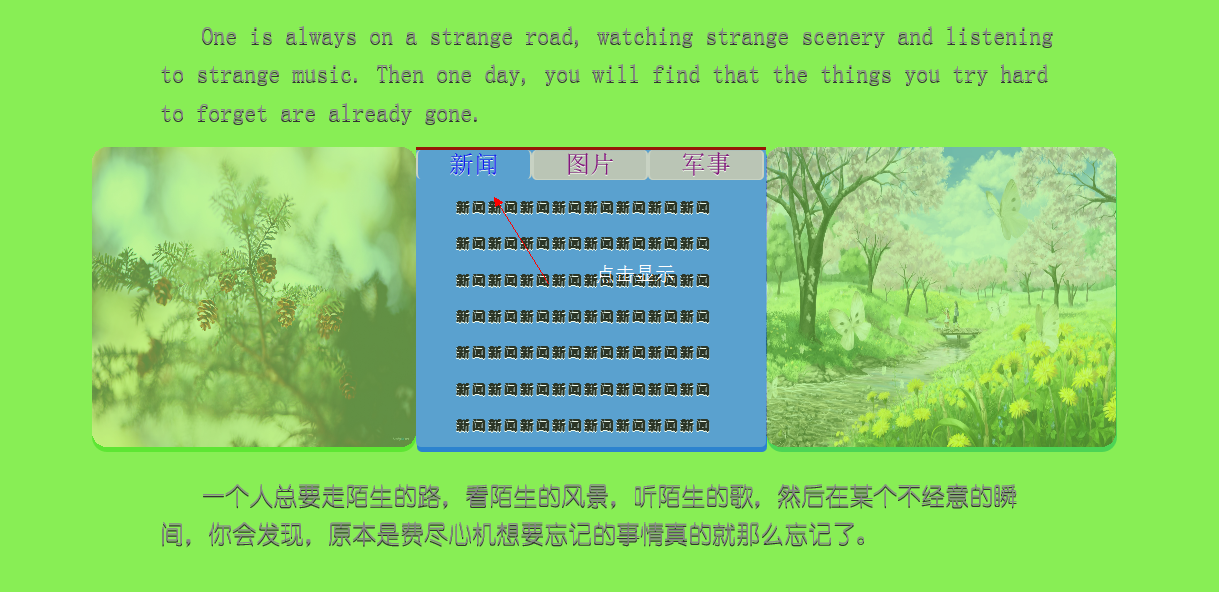 One is always on a strange road, watching strange scenery and listening
to strange music. Then one day, you will find that the things you try hard
to forget are already gone.
新闻 图片 军事
新闻新闻新闻新闻新闻新闻新闻新闻
新闻新闻新闻新闻新闻新闻新闻新闻
点击显示
新闻新闻新闻新闻新闻新闻新闻新闻
新闻新闻新闻新闻新闻新闻新闻新闻
新闻新闻新闻新闻新闻新闻新闻新闻
新闻新闻新闻新闻新闻新闻新闻新闻
新闻新闻新闻新闻新闻新闻新闻新闻
一个人总要走陌生的路，看陌生的风景，听陌生的歌，然后在某个不经意的瞬
间，你会发现，原本是费尽心机想要忘记的事情真的就那么忘记了。